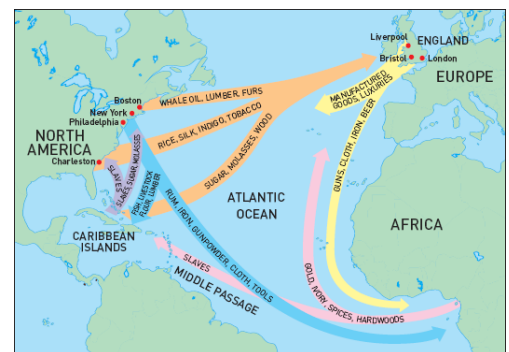 Liverpool
ENGLAND
Bristol
London
EUROPE
MANUFACTURED
GOODS, LUXURIES
Boston
New York
Philadelphia
WHALE OIL, LUMBER, FURS
RICE, SILK, INDIGO, TOBACCO
SUGAR, MOLASSES, WOOD
GUNS, CLOTH, IRON, BEER
NORTH
AMERICA
Charleston
SLAVES
SLAVES, SUGAR, MOLASSES
FISH, LIVESTOCK
FLOUR, LUMBER
ATLANTIC
OCEAN
AFRICA
CARIBBEAN
ISLANDS
RUM, IRON, GUNPOWDER, CLOTH, TOOLS
SLAVES
MIDDLE PASSAGE
GOLD, IVORY, SPICES, HARDWOODS